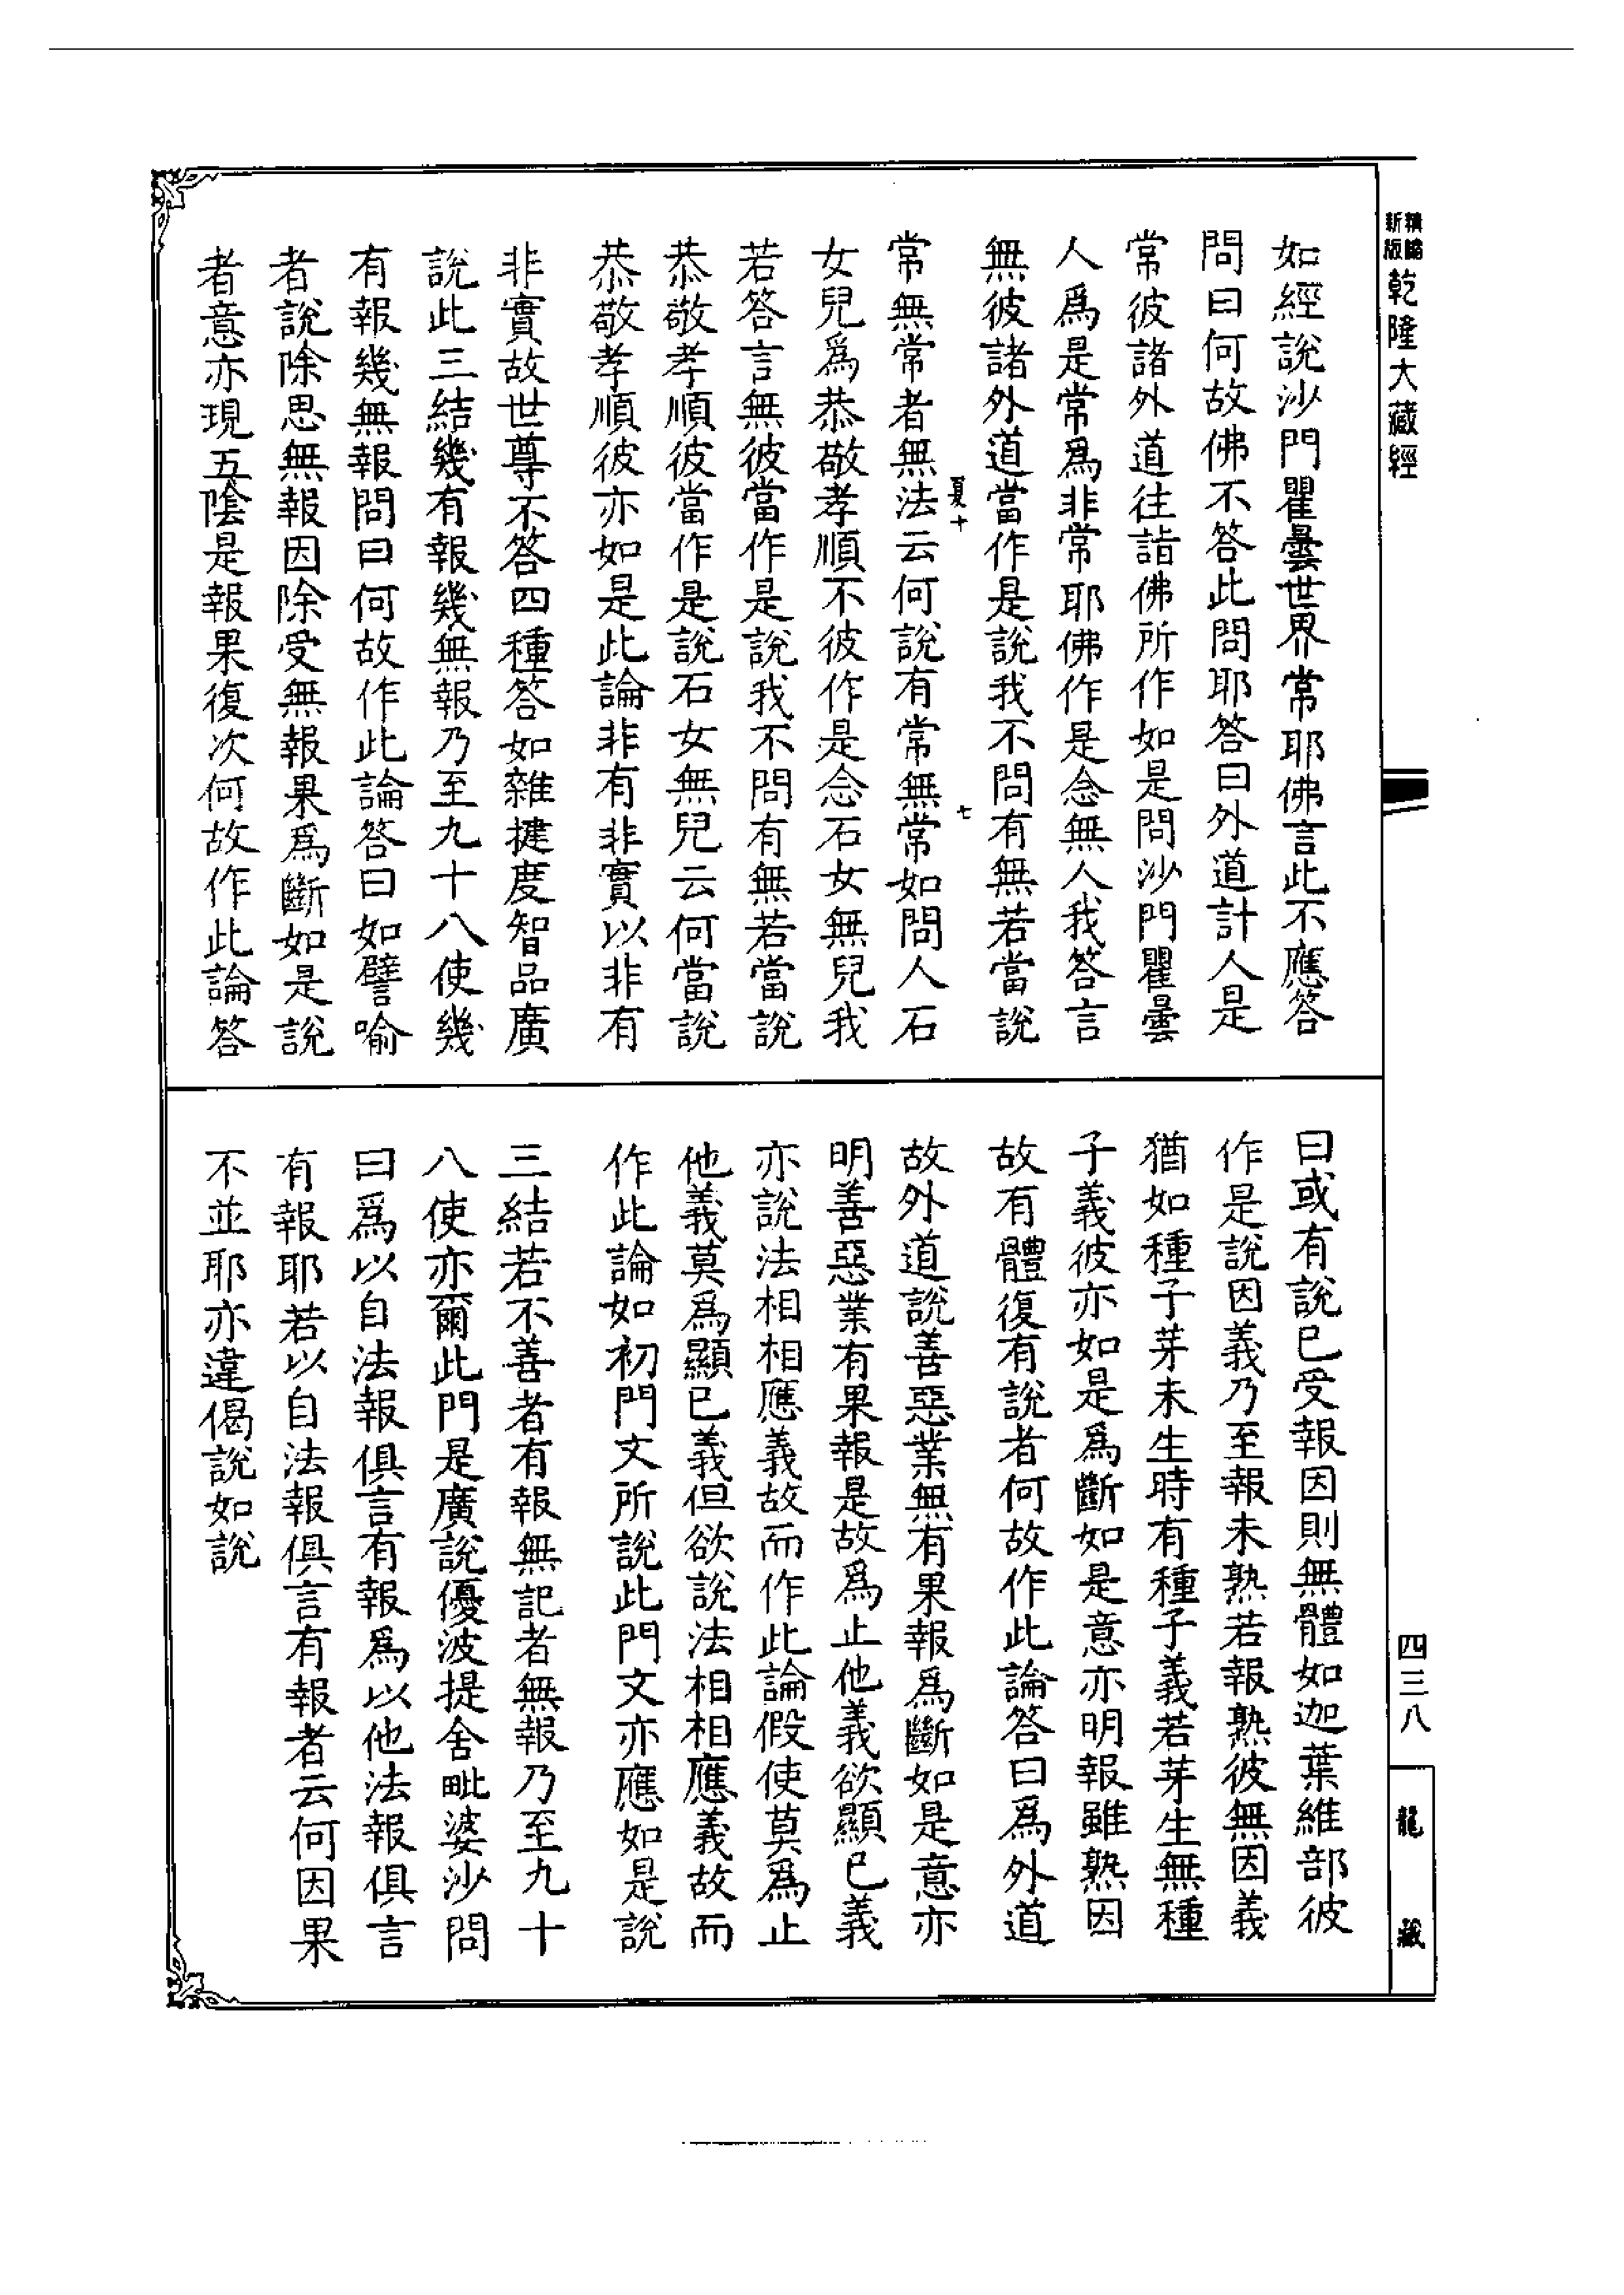 新精
版縮
乾隆大藏經
如經說沙門瞿曇世界常耶佛言此不應答
問曰何故佛不答此問耶答曰外道計人是
常彼諸外道往詣佛所作如是問沙門瞿曇
人爲是常爲非常耶佛作是念無人我答言
無彼諸外道當作是說我不問有無若當說
夏十
七
常無常者無法云何說有常無常如問人石
女兒爲恭敬孝順不彼作是念石女無兒我
若答言無彼當作是說我不問有無若當說
恭敬孝順彼當作是說石女無兒云何當說
恭敬孝順彼亦如是此論非有非實以非有
非實故世尊不答四種答如雜揵度智品廣
說此三結幾有報幾無報乃至九十八使幾
有報幾無報問曰何故作此論答曰如譬喻
者說除思無報因除受無報果爲斷如是說
者意亦現五陰是報果復次何故作此論答
曰或有說已受報因則無體如迦葉維部彼
作是說因義乃至報未熟若報熟彼無因義
猶如種子芽未生時有種子義若芽生無種
子義彼亦如是爲斷如是意亦明報雖熟因
故有體復有說者何故作此論答曰爲外道
故外道說善惡業無有果報爲斷如是意亦
明善惡業有果報是故爲止他義欲顯已義
亦說法相相應義故而作此論假使莫爲止
他義莫爲顯已義但欲說法相相應義故而
作此論如初門文所說此門文亦應如是說
三結若不善者有報無記者無報乃至九十
八使亦爾此門是廣說優波提舍毗婆沙問
曰爲以自法報俱言有報爲以他法報俱言
有報耶若以自法報俱言有報者云何因果
不並耶亦違偈說如說
四三八
龍藏